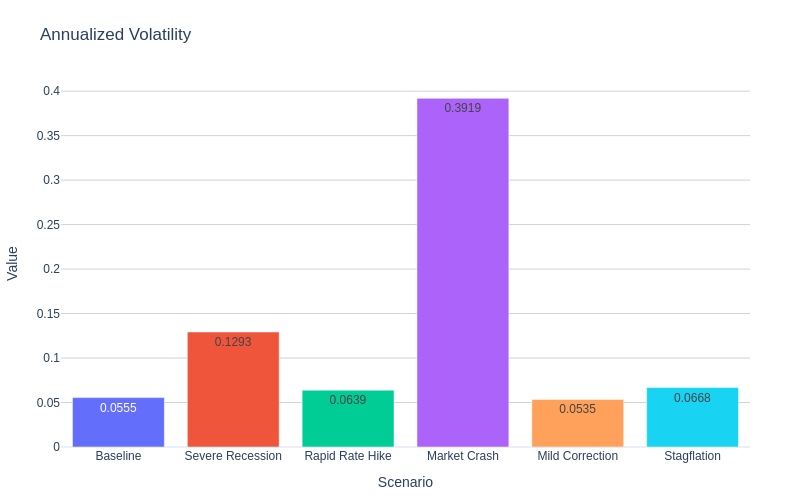 Annualized Volatility
Value
0.4
0.35
0.3
0.25
0.2
0.15
0.1
0.05
0
0.0555
0.1293
0.0639
0.3919
0.0535
0.0668
Baseline
Severe Recession
Rapid Rate Hike
Market Crash
Mild Correction
Stagflation
Scenario